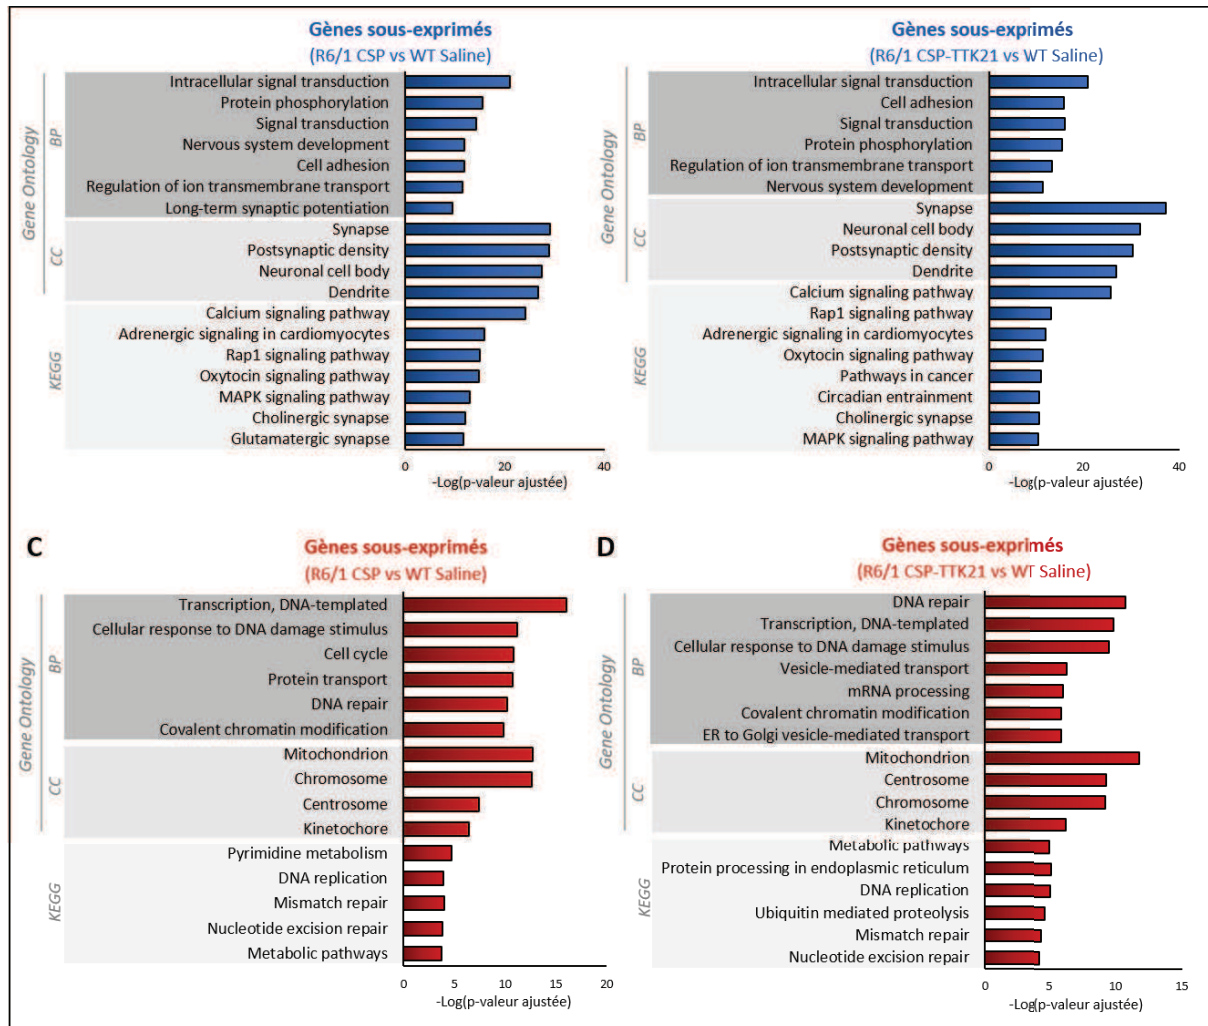 Gènes sous-exprimés
(R6/1 CSP vs WT Saline)
Gene Ontology
BP
Intracellular signal transduction
Protein phosphorylation
Signal transduction
Nervous system development
Cell adhesion
Regulation of ion transmembrane transport
Long-term synaptic potentiation
CC
Synapse
Postsynaptic density
Neuronal cell body
Dendrite
KEGG
Calcium signaling pathway
Adrenergic signaling in cardiomyocytes
Rap1 signaling pathway
Oxytocin signaling pathway
MAPK signaling pathway
Cholinergic synapse
Glutamatergic synapse
0 20 40
-Log(p-valeur ajustée)
Gènes sous-exprimés
(R6/1 CSP-TTK21 vs WT Saline)
Gene Ontology
BP
Intracellular signal transduction
Cell adhesion
Signal transduction
Protein phosphorylation
Regulation of ion transmembrane transport
Nervous system development
CC
Synapse
Neuronal cell body
Postsynaptic density
Dendrite
KEGG
Calcium signaling pathway
Rap1 signaling pathway
Adrenergic signaling in cardiomyocytes
Oxytocin signaling pathway
Pathways in cancer
Circadian entrainment
Cholinergic synapse
MAPK signaling pathway
0 20 40
-Log(p-valeur ajustée)
C
Gènes sous-exprimés
(R6/1 CSP vs WT Saline)
Gene Ontology
BP
Transcription, DNA-templated
Cellular response to DNA damage stimulus
Cell cycle
Protein transport
DNA repair
Covalent chromatin modification
CC
Mitochondrion
Chromosome
Centrosome
Kinetochore
KEGG
Pyrimidine metabolism
DNA replication
Mismatch repair
Nucleotide excision repair
Metabolic pathways
0 5 10 15 20
-Log(p-valeur ajustée)
D
Gènes sous-exprimés
(R6/1 CSP-TTK21 vs WT Saline)
Gene Ontology
BP
DNA repair
Transcription, DNA-templated
Cellular response to DNA damage stimulus
Vesicle-mediated transport
mRNA processing
Covalent chromatin modification
ER to Golgi vesicle-mediated transport
CC
Mitochondrion
Centrosome
Chromosome
Kinetochore
KEGG
Metabolic pathways
Protein processing in endoplasmic reticulum
DNA replication
Ubiquitin mediated proteolysis
Mismatch repair
Nucleotide excision repair
0 5 10 15
-Log(p-valeur ajustée)